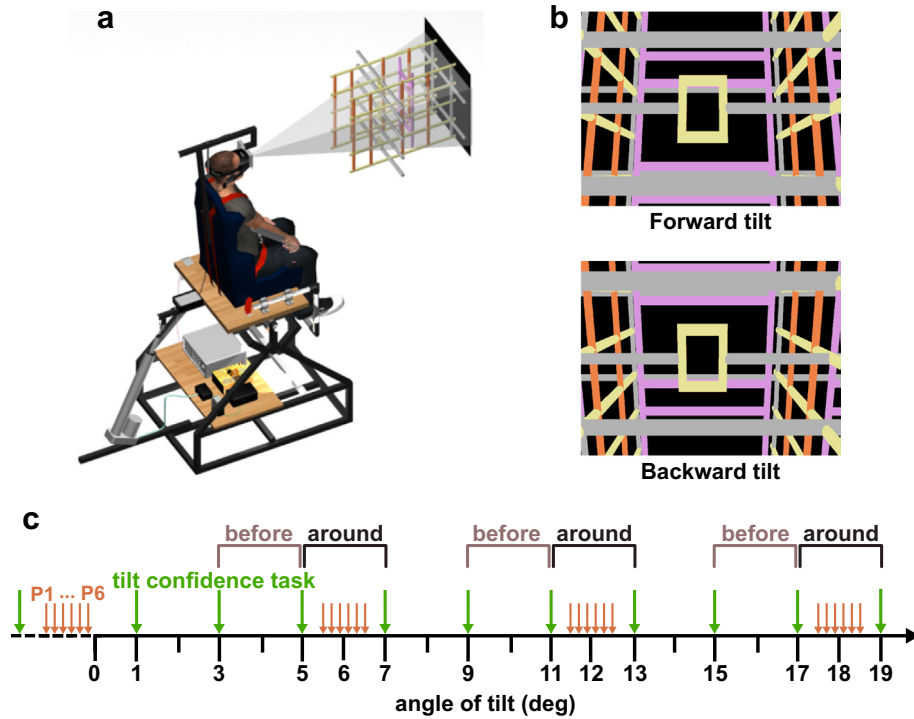 a
b
Forward tilt
Backward tilt
c
before around before around before around
tilt confidence task
P1 ... P6
0 1 3 5 6 7 9 11 12 13 15 17 18 19
angle of tilt (deg)